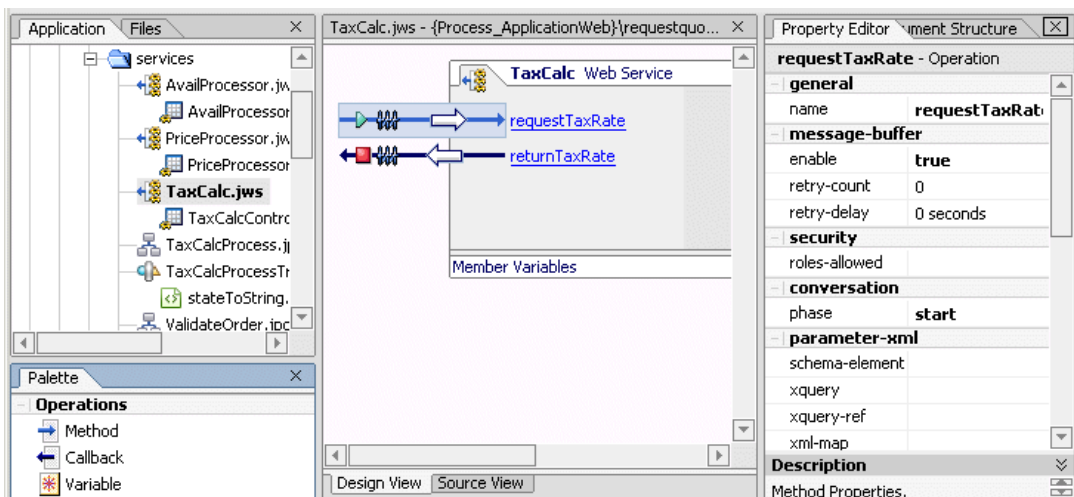 Application Files
services
AvailProcessor.jw
AvailProcessor
PriceProcessor.jw
PriceProcessor
TaxCalc.jws
TaxCalcContro
TaxCalcProcess.j
TaxCalcProcessTr
stateToString.
ValidateOrder.jpd
Palette
Operations
Method
Callback
Variable
TaxCalc.jws - {Process_ApplicationWeb}\requestquo...
TaxCalc Web Service
requestTaxRate
returnTaxRate
Member Variables
Design View Source View
Property Editor ument Structure
requestTaxRate - Operation
general
name requestTaxRat
message-buffer
enable true
retry-count 0
retry-delay 0 seconds
security
roles-allowed
conversation
phase start
parameter-xml
schema-element
xquery
xquery-ref
xml-map
Description
Method Properties.